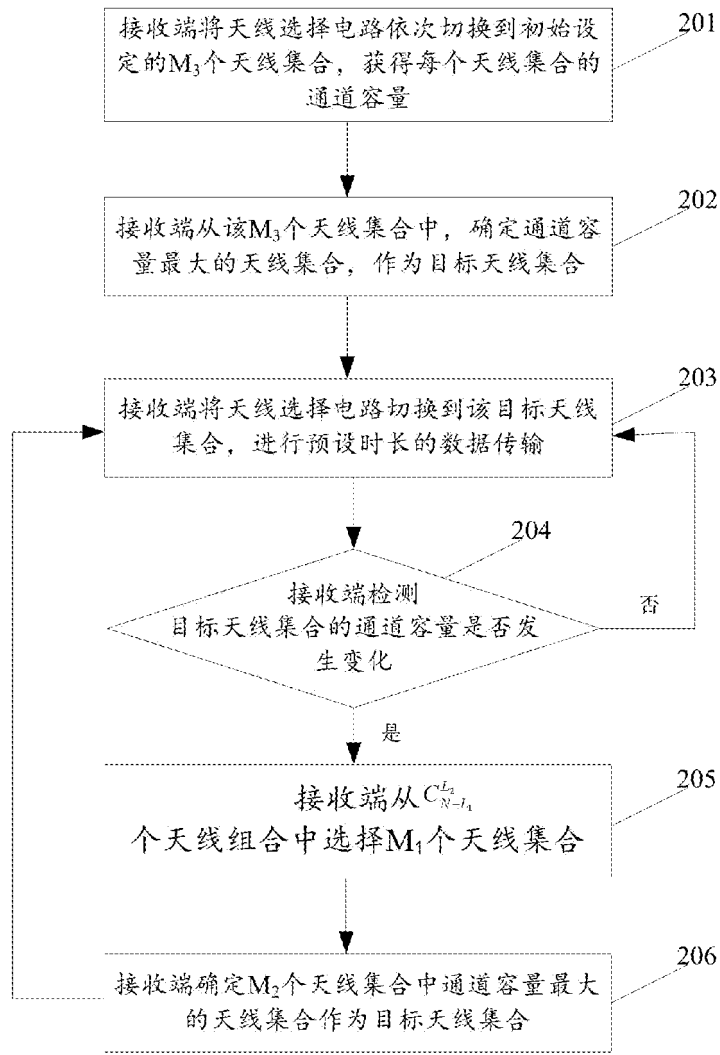 接收端将天线选择电路依次切换到初始设
定的M₃个天线集合，获得每个天线集合的
通道容量
201
接收端从该M₃个天线集合中，确定通道容
量最大的天线集合，作为目标天线集合
202
接收端将天线选择电路切换到该目标天线
集合，进行预设时长的数据传输
203
204
接收端检测
目标天线集合的通道容量是否发
生变化
否
是
接收端从 $C_{N-L_1}^{L_2}$
个天线组合中选择M₁个天线集合
205
接收端确定M₂个天线集合中通道容量最大
的天线集合作为目标天线集合
206